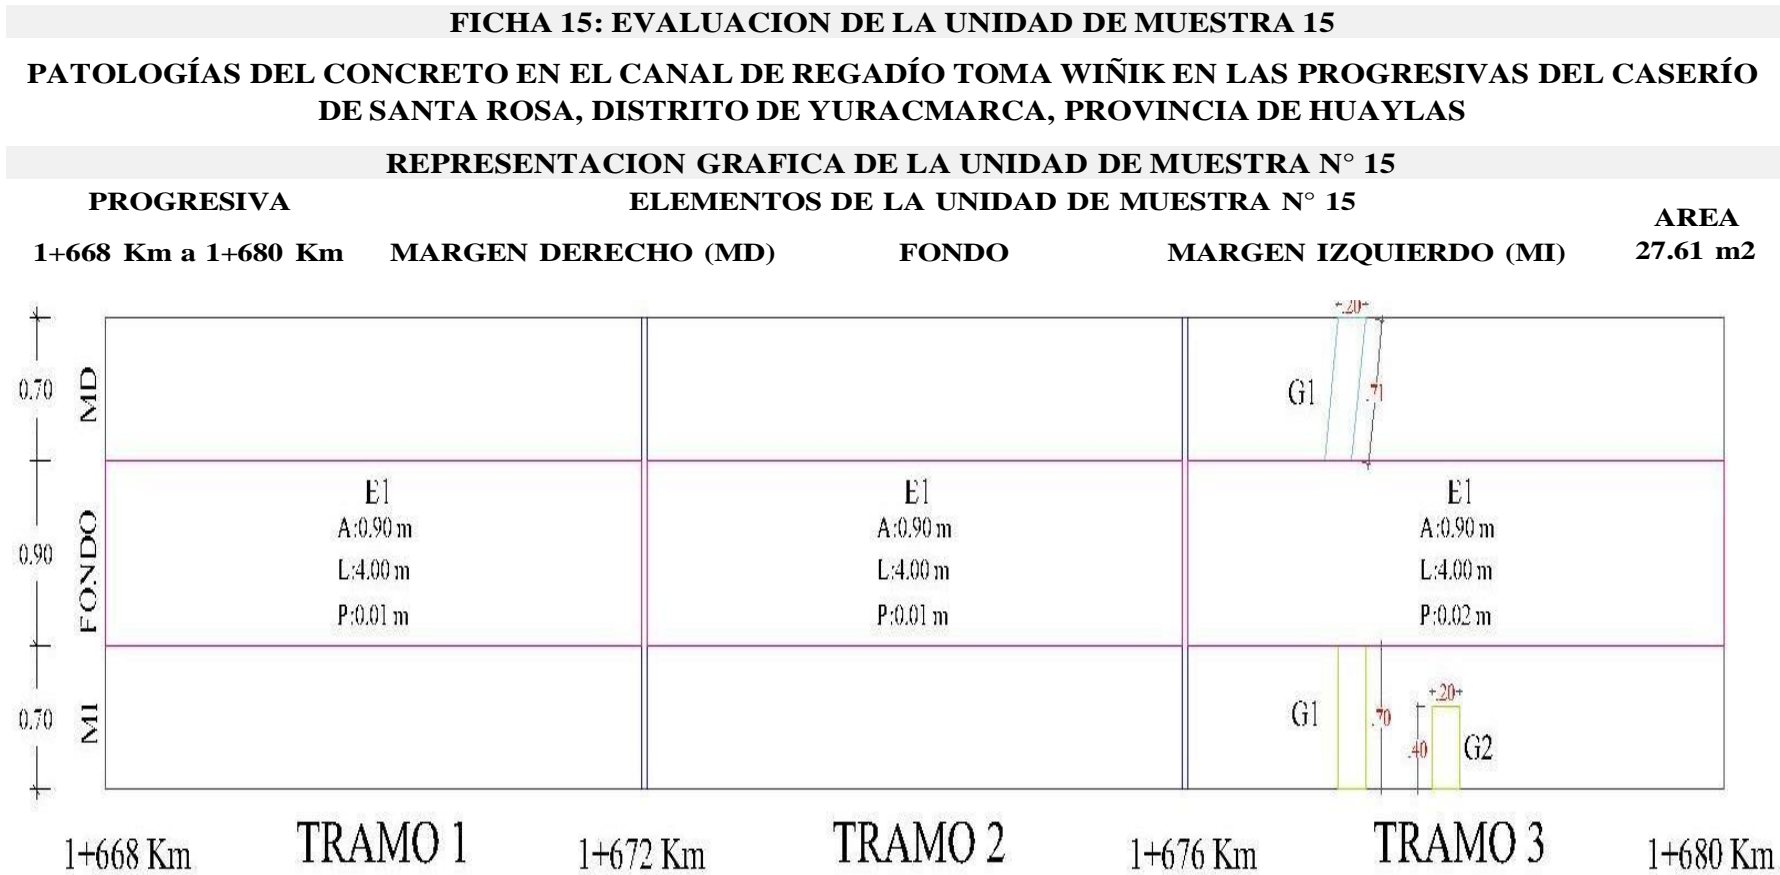 FICHA 15: EVALUACION DE LA UNIDAD DE MUESTRA 15
PATOLOGÍAS DEL CONCRETO EN EL CANAL DE REGADÍO TOMA WIÑIK EN LAS PROGRESIVAS DEL CASERÍO
DE SANTA ROSA, DISTRITO DE YURACMARCA, PROVINCIA DE HUAYLAS
REPRESENTACION GRAFICA DE LA UNIDAD DE MUESTRA N° 15
PROGRESIVA
ELEMENTOS DE LA UNIDAD DE MUESTRA N° 15
AREA
1+668 Km a 1+680 Km
MARGEN DERECHO (MD)
FONDO
MARGEN IZQUIERDO (MI)
27.61 m2
.20
0.70
MD
G1
.71
0.90
FONDO
E1
A:0.90 m
L:4.00 m
P:0.01 m
E1
A:0.90 m
L:4.00 m
P:0.01 m
E1
A:0.90 m
L:4.00 m
P:0.02 m
0.70
MI
G1
.70
.20
.40
G2
1+668 Km
TRAMO 1
1+672 Km
TRAMO 2
1+676 Km
TRAMO 3
1+680 Km